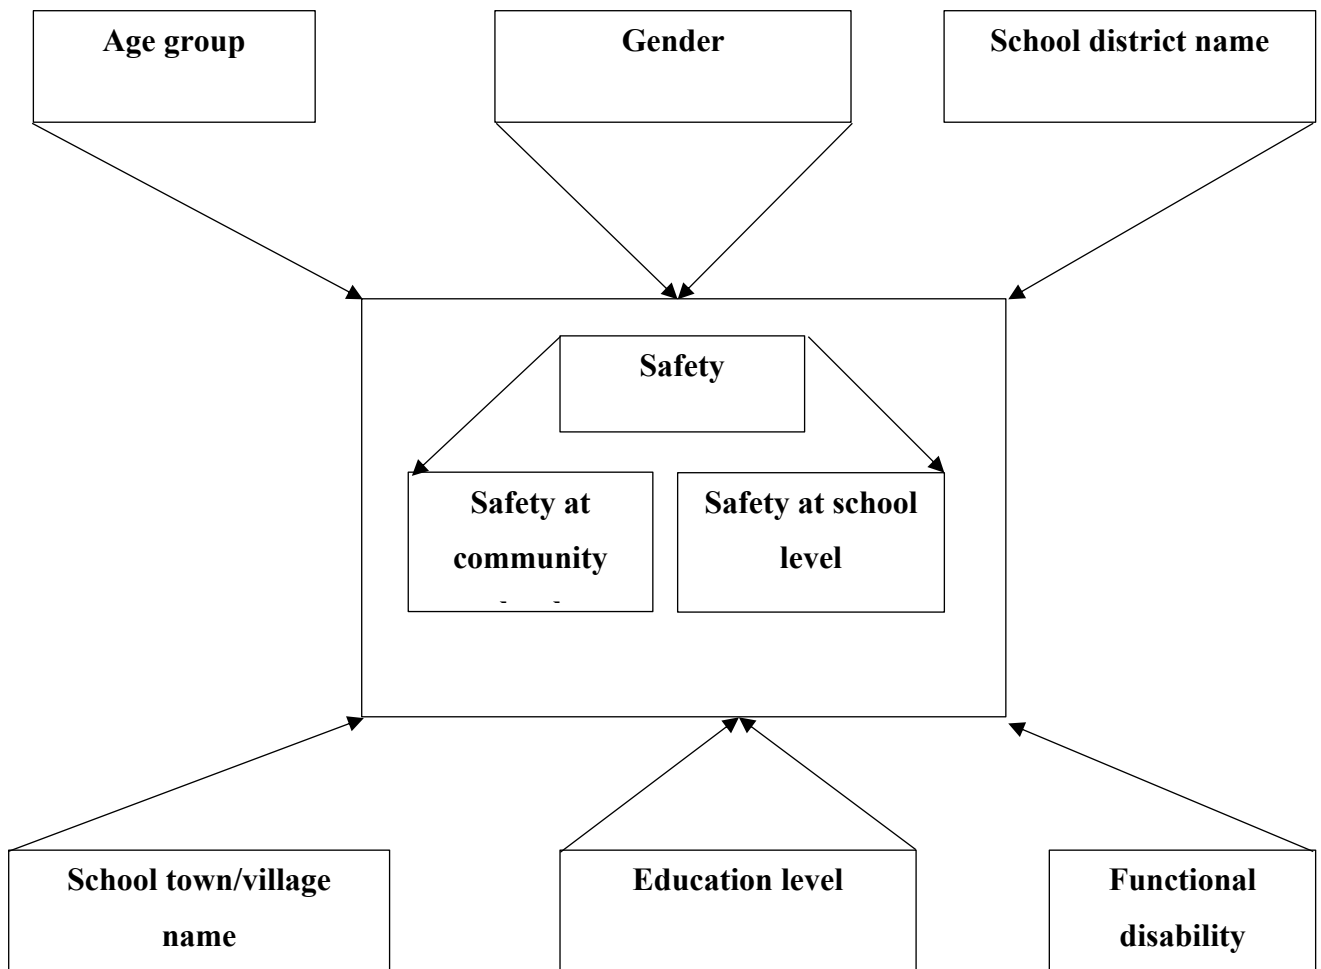 Age group
Gender
School district name
Safety
Safety at
community
Safety at school
level
School town/village
name
Education level
Functional
disability